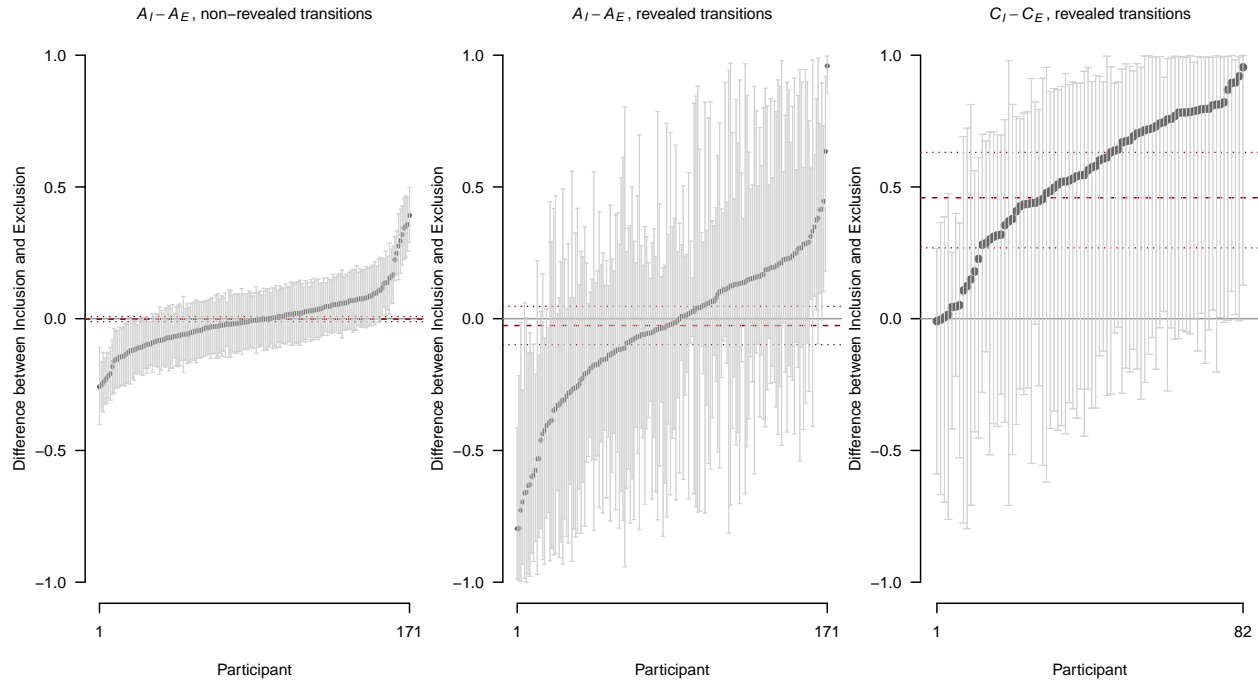 A_I − A_E , non-revealed transitions
1.0
0.5
0.0
−0.5
−1.0
Difference between Inclusion and Exclusion
1
171
Participant
A_I − A_E , revealed transitions
1.0
0.5
0.0
−0.5
−1.0
Difference between Inclusion and Exclusion
1
171
Participant
C_I − C_E , revealed transitions
1.0
0.5
0.0
−0.5
−1.0
Difference between Inclusion and Exclusion
1
82
Participant